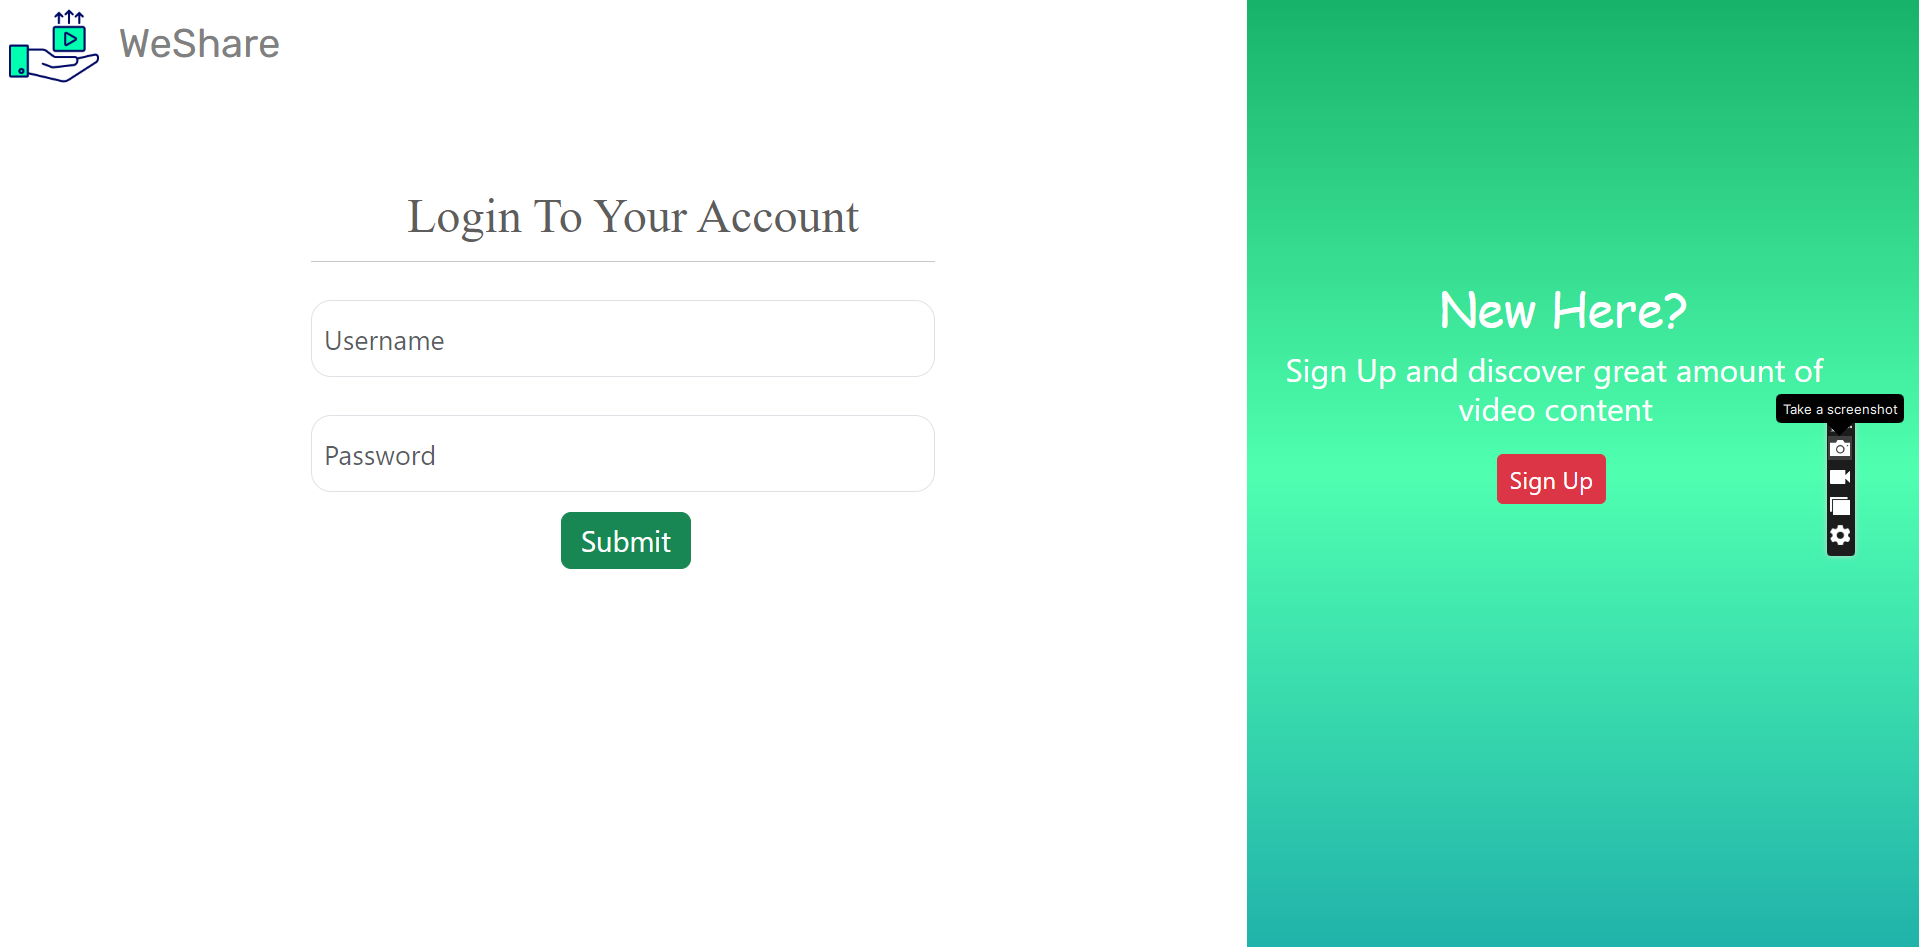 WeShare
Login To Your Account
Username
Password
Submit
New Here?
Sign Up and discover great amount of
video content
Take a screenshot
Sign Up